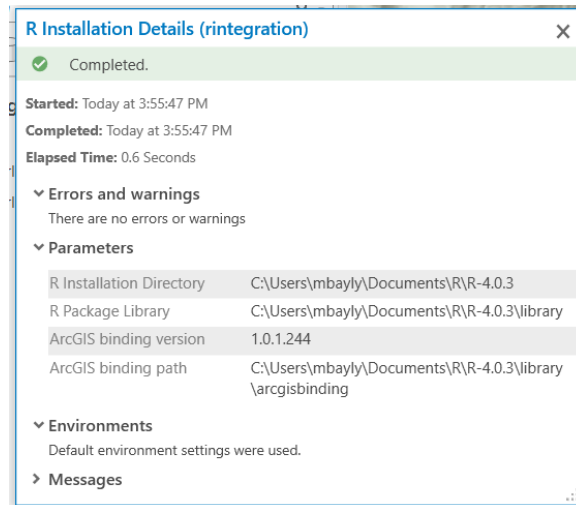 R Installation Details (rintegration)
Completed.
Started: Today at 3:55:47 PM
Completed: Today at 3:55:47 PM
Elapsed Time: 0.6 Seconds
Errors and warnings
There are no errors or warnings
Parameters
R Installation Directory C:\Users\mbayly\Documents\R\R-4.0.3
R Package Library C:\Users\mbayly\Documents\R\R-4.0.3\library
ArcGIS binding version 1.0.1.244
ArcGIS binding path C:\Users\mbayly\Documents\R\R-4.0.3\library
\arcgisbinding
Environments
Default environment settings were used.
Messages